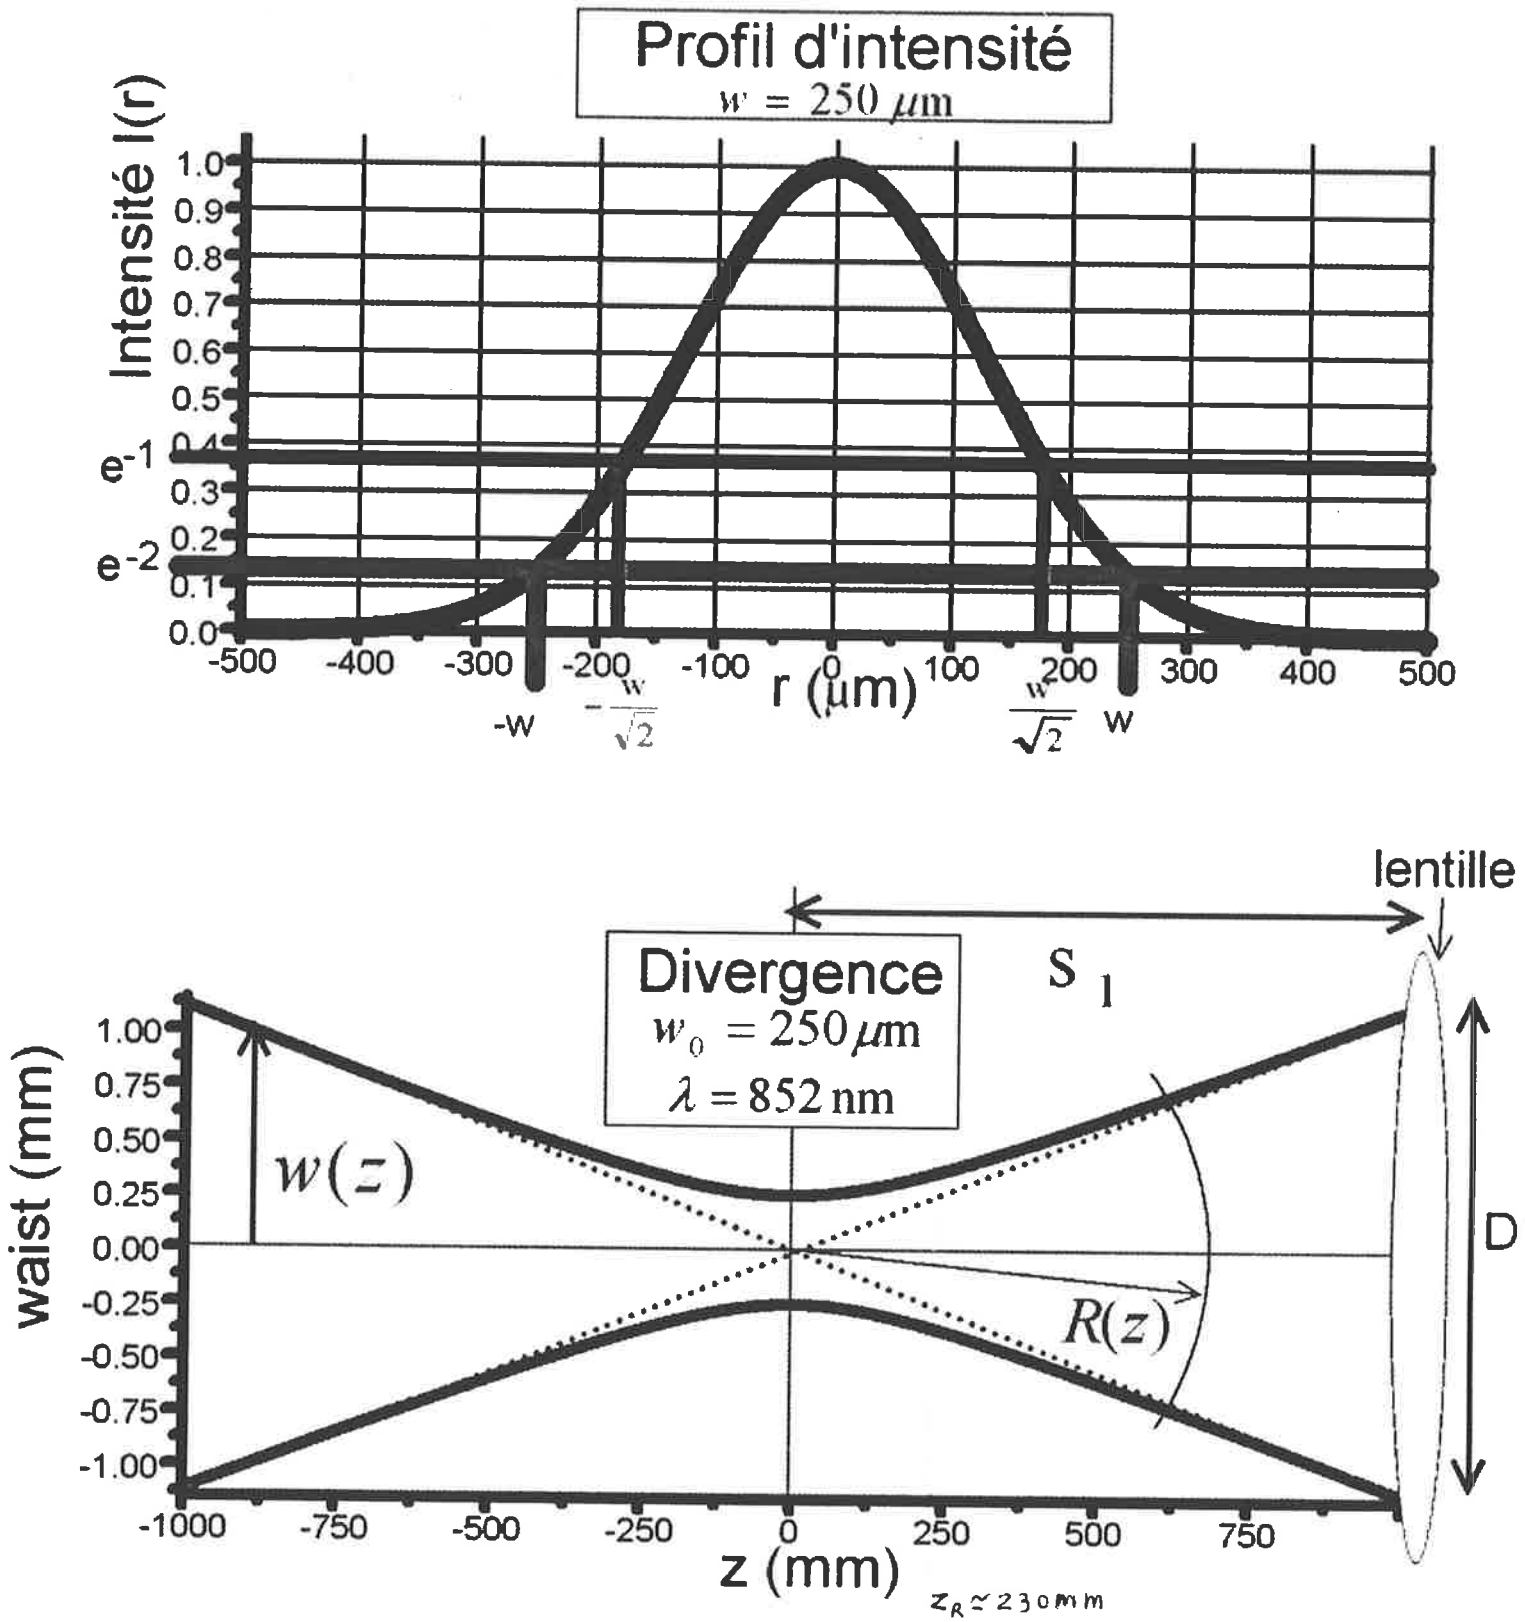 Profil d'intensité
w = 250 μm
Intensité I(r)
1.0
0.9
0.8
0.7
0.6
0.5
0.4
e-1
0.3
0.2
e-2
0.1
0.0
-500 -400 -300 -200 -100 0 100 200 300 400 500
r (μm)
-w
-w/√2
w/√2
w
lentille
S 1
Divergence
w0 = 250 μm
λ = 852 nm
waist (mm)
1.00
0.75
0.50
0.25
0.00
-0.25
-0.50
-0.75
-1.00
w(z)
R(z)
D
-1000 -750 -500 -250 0 250 500 750
z (mm)
zR ≃ 230mm